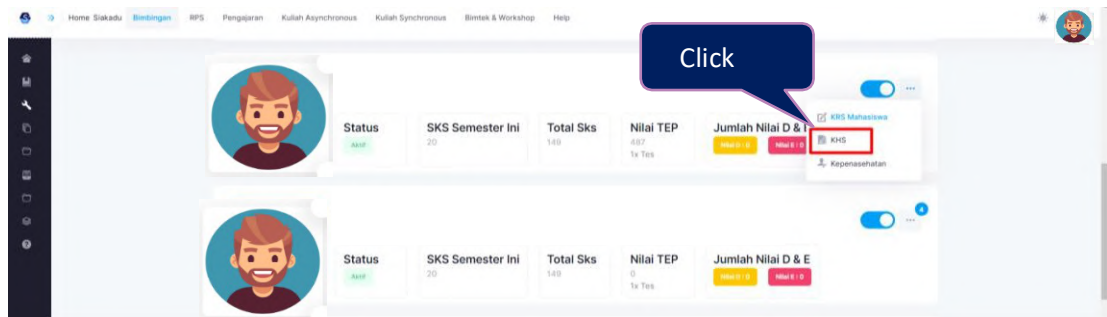 Home Siakadu Bimbingan RPS Pengajaran Kuliah Asynchronous Kuliah Synchronous Bimtek & Workshop Help
Click
KRS Mahasiswa
KHS
Kepenasehatan
Status SKS Semester Ini Total Sks Nilai TEP Jumlah Nilai D &
Aktif 20 149 487 Nilai D : 0 Nilai E : 0
1x Tes
4
Status SKS Semester Ini Total Sks Nilai TEP Jumlah Nilai D & E
Aktif 20 149 0 Nilai D : 0 Nilai E : 0
1x Tes